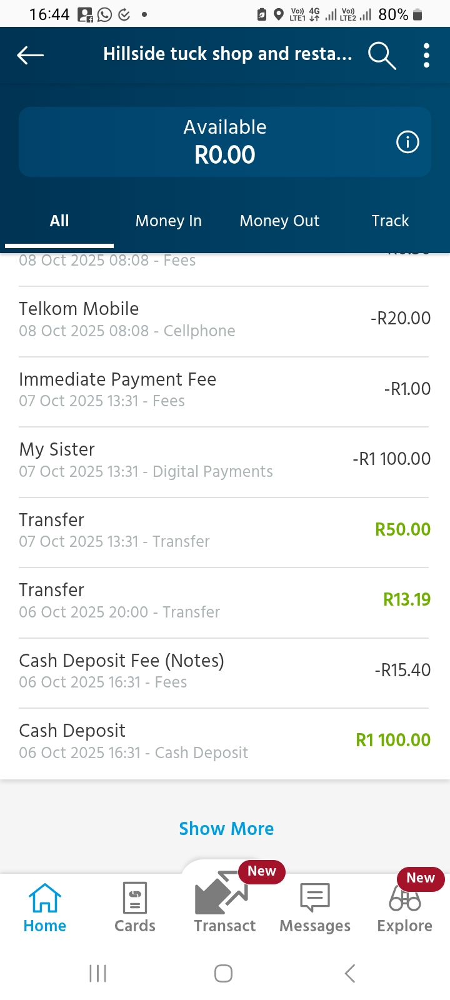 16:44
Vo)) LTE1 4G Vo)) LTE2 80%
Hillside tuck shop and resta...
Available
R0.00
All Money In Money Out Track
08 Oct 2025 08:08 - Fees
Telkom Mobile
-R20.00
08 Oct 2025 08:08 - Cellphone
Immediate Payment Fee
-R1.00
07 Oct 2025 13:31 - Fees
My Sister
-R1 100.00
07 Oct 2025 13:31 - Digital Payments
Transfer
R50.00
07 Oct 2025 13:31 - Transfer
Transfer
R13.19
06 Oct 2025 20:00 - Transfer
Cash Deposit Fee (Notes)
-R15.40
06 Oct 2025 16:31 - Fees
Cash Deposit
R1 100.00
06 Oct 2025 16:31 - Cash Deposit
Show More
New
New
Home Cards Transact Messages Explore